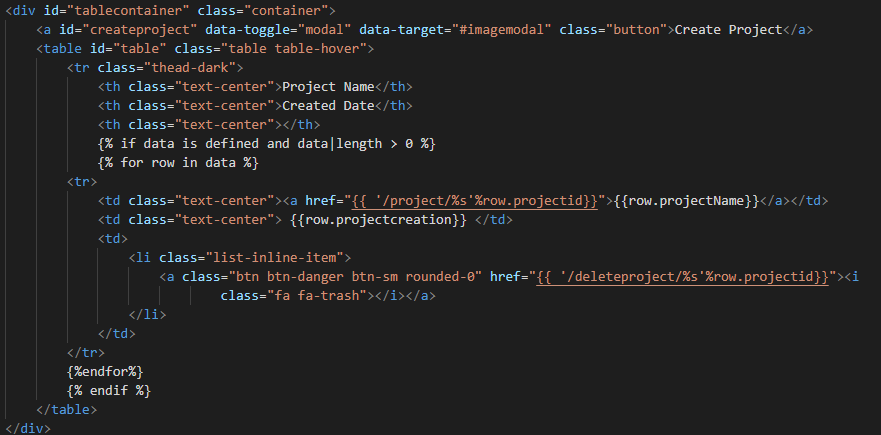 <div id="tablecontainer" class="container">
    <a id="createproject" data-toggle="modal" data-target="#imagemodal" class="button">Create Project</a>
    <table id="table" class="table table-hover">
        <tr class="thead-dark">
            <th class="text-center">Project Name</th>
            <th class="text-center">Created Date</th>
            <th class="text-center"></th>
            {% if data is defined and data|length > 0 %}
            {% for row in data %}
        <tr>
            <td class="text-center"><a href="{{ '/project/%s'%row.projectid}}">{{row.projectName}}</a></td>
            <td class="text-center"> {{row.projectcreation}} </td>
            <td>
                <li class="list-inline-item">
                    <a class="btn btn-danger btn-sm rounded-0" href="{{ '/deleteproject/%s'%row.projectid}}"><i
                            class="fa fa-trash"></i></a>
                </li>
            </td>
        </tr>
        {%endfor%}
        {% endif %}
    </table>
</div>